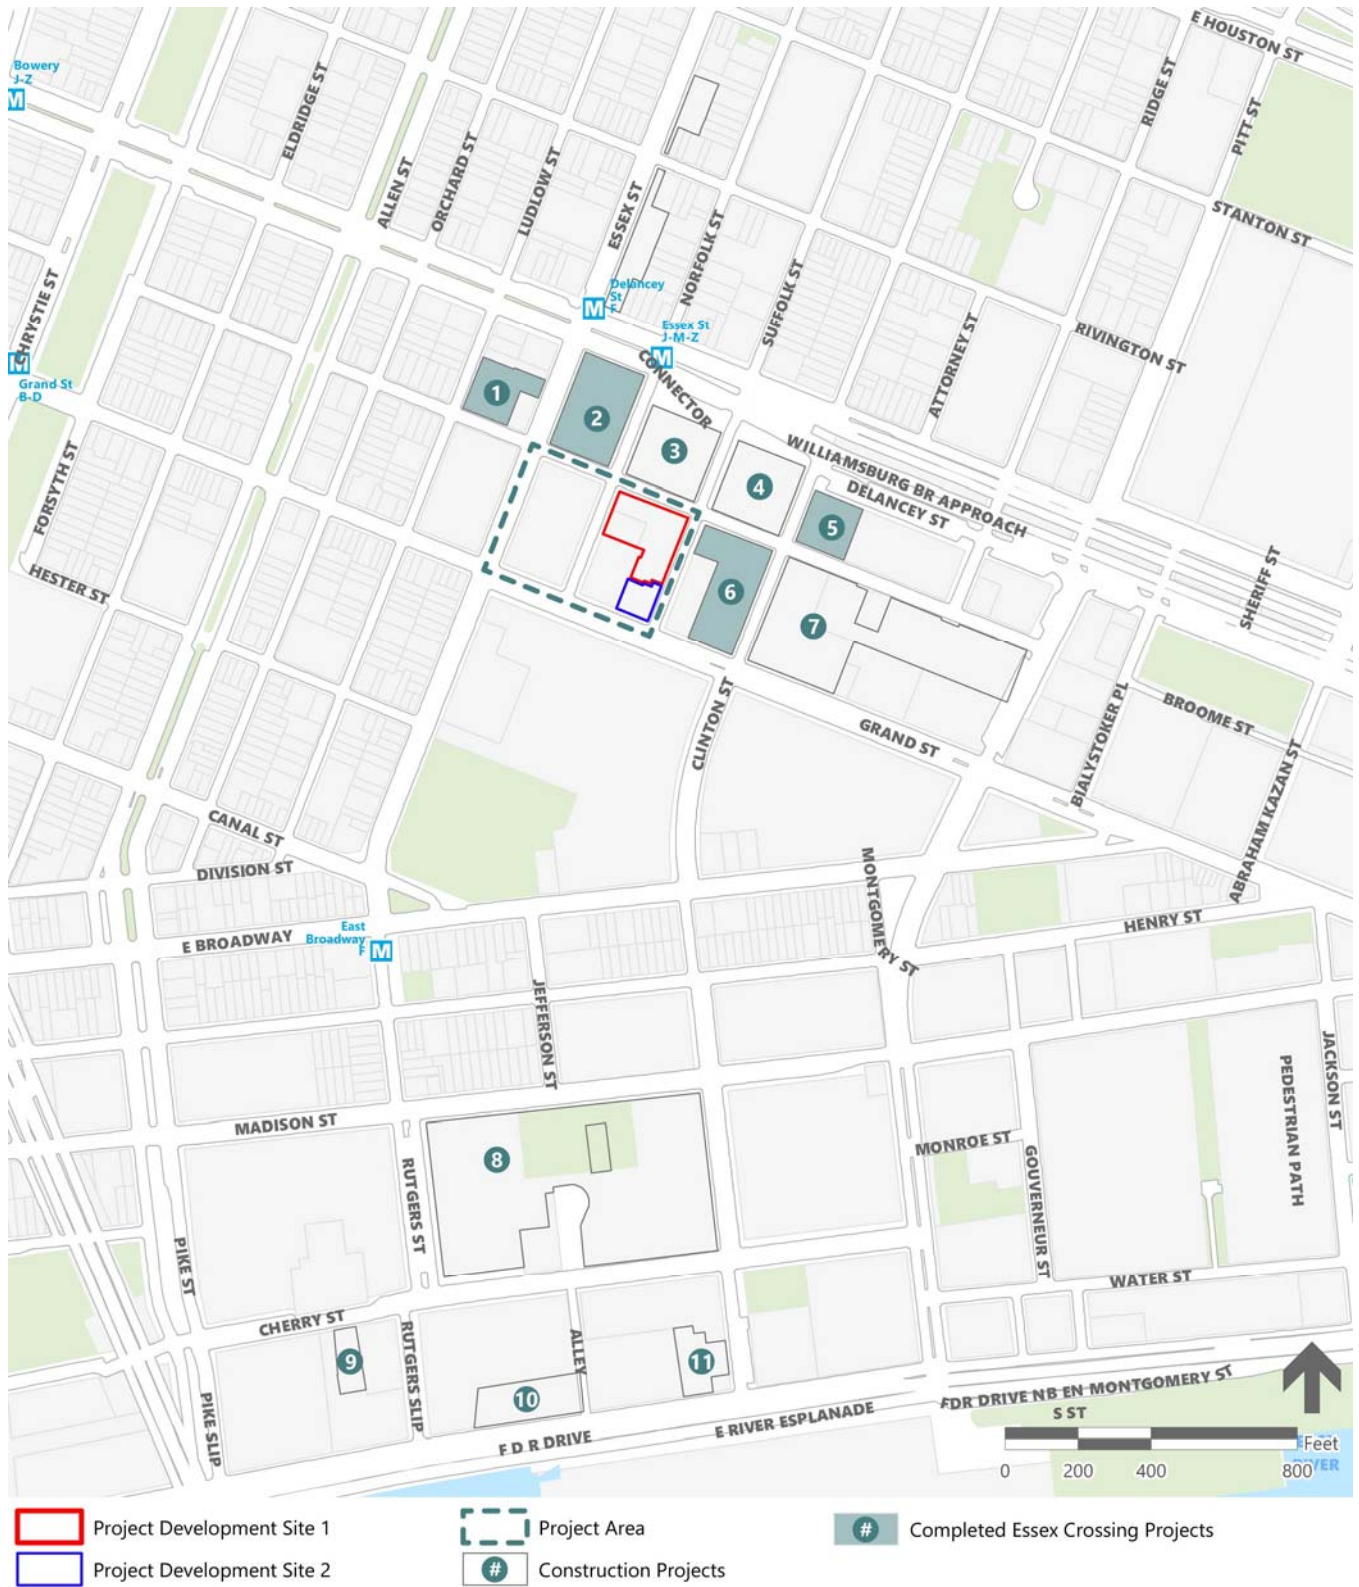 E HOUSTON ST
Bowery
J-Z
M
ELDRIDGE ST
RIDGE ST
PITT ST
ALLEN ST
ORCHARD ST
LUDLOW ST
ESSEX ST
NORFOLK ST
SUFFOLK ST
STANTON ST
CHRYSTIE ST
Delancey
St
F
M
Essex St
J-M-Z
M
CONNECTOR
ATTORNEY ST
RIVINGTON ST
M
Grand St
B-D
1
2
3
4
5
6
7
WILLIAMSBURG BR APPROACH
DELANCEY ST
FORSYTH ST
HESTER ST
SHERIFF ST
CLINTON ST
GRAND ST
BIALYSTOKER PL
BROOME ST
ABRAHAM KAZAN ST
CANAL ST
DIVISION ST
MONTGOMERY ST
HENRY ST
E BROADWAY
East
Broadway
F
M
JEFFERSON ST
JACKSON ST
PEDESTRIAN PATH
MADISON ST
MONROE ST
8
RUTGERS ST
GOUVERNEUR ST
PIKE ST
WATER ST
CHERRY ST
RUTGERS SLIP
ALLEY
9
10
11
PIKE SLIP
FDR DRIVE NB EN MONTGOMERY ST
S ST
E RIVER ESPLANADE
F D R DRIVE
Feet
RIVER
0 200 400 800
Project Development Site 1
Project Area
# Completed Essex Crossing Projects
Project Development Site 2
# Construction Projects